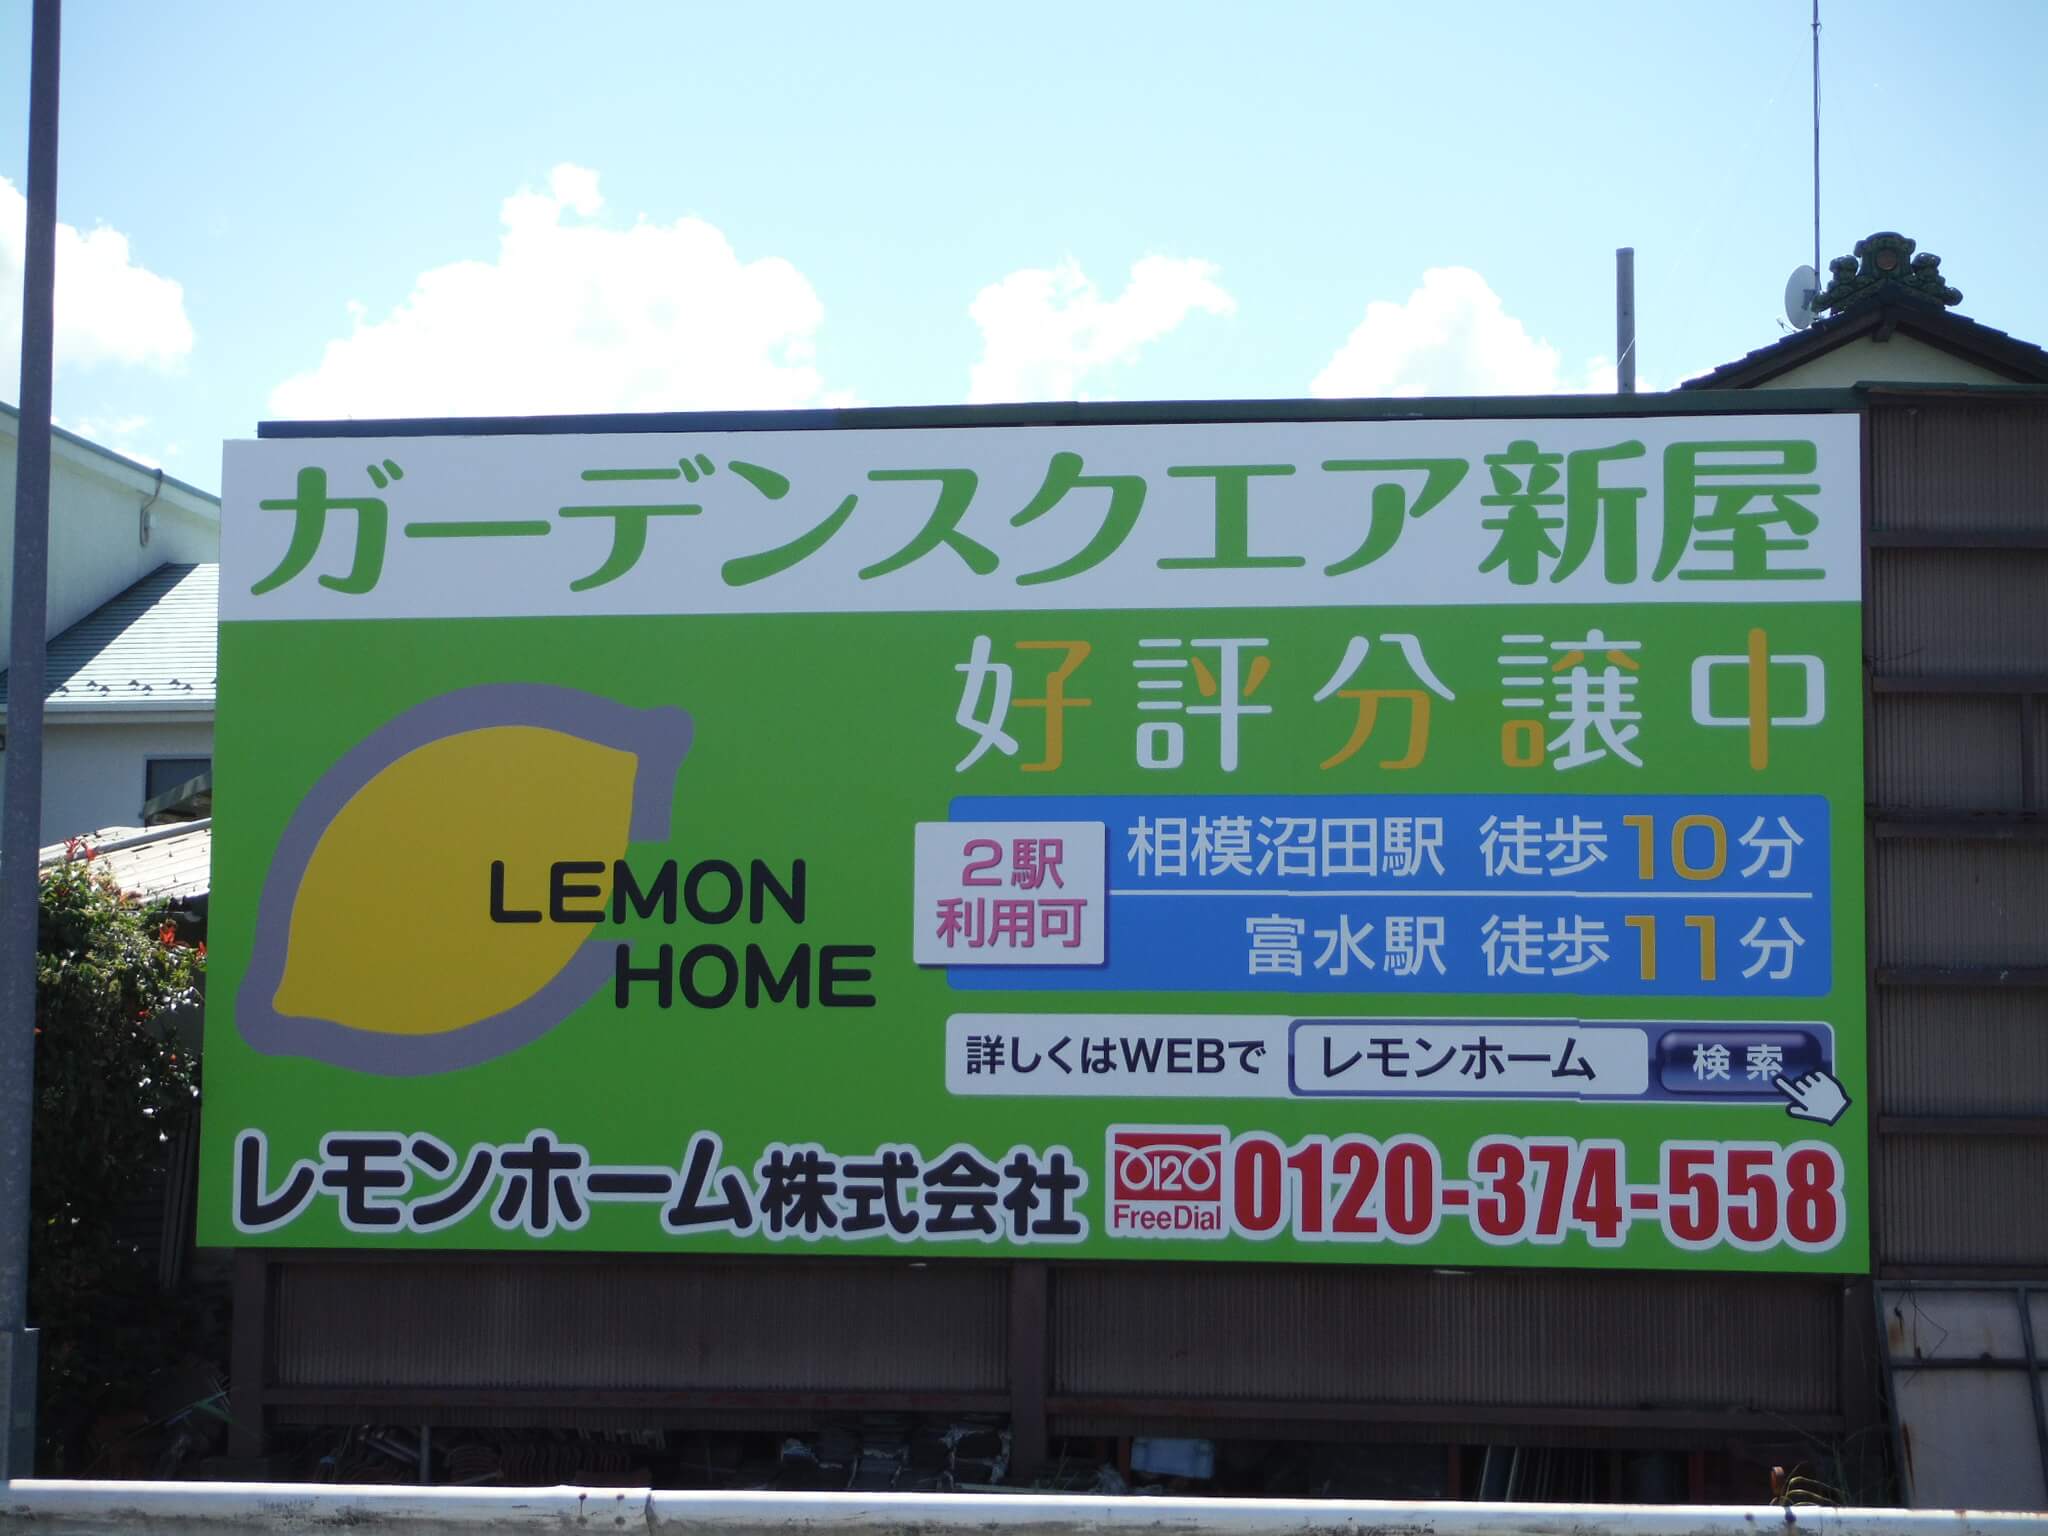 ガーデンスクエア新屋
好評分譲中
LEMON
HOME
2駅
利用可
相模沼田駅 徒歩10分
富水駅 徒歩11分
詳しくはWEBで レモンホーム 検索
レモンホーム株式会社 0120 FreeDial 0120-374-558